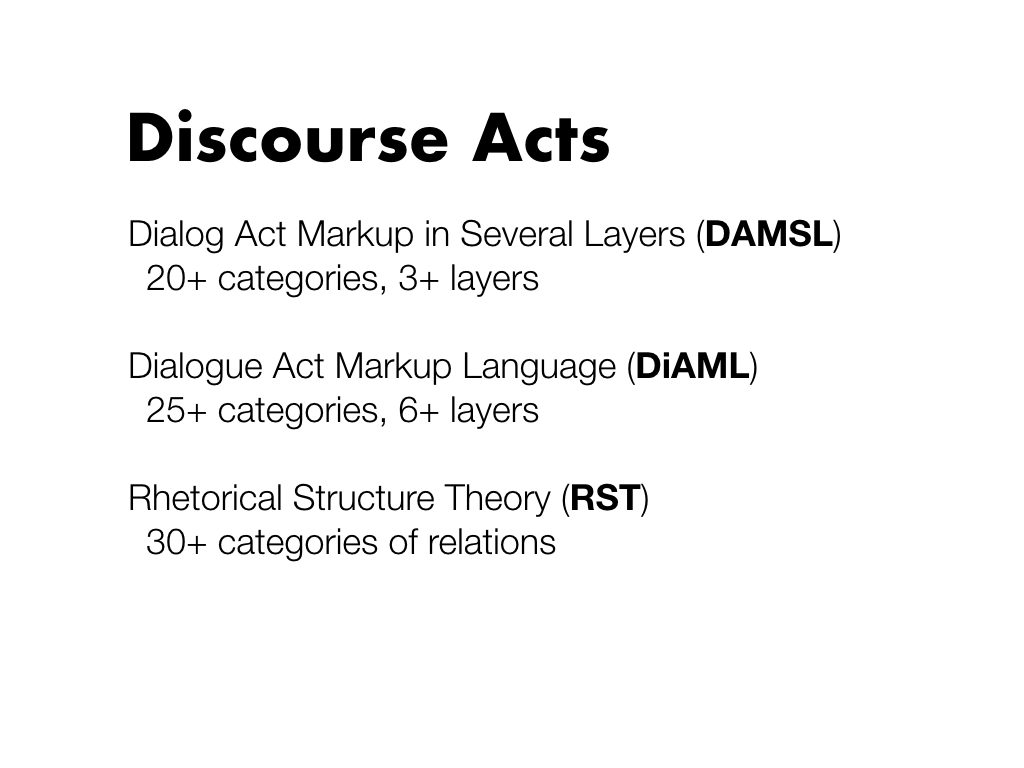 Discourse Acts
Dialog Act Markup in Several Layers (DAMSL)
20+ categories, 3+ layers
Dialogue Act Markup Language (DiAML)
25+ categories, 6+ layers
Rhetorical Structure Theory (RST)
30+ categories of relations